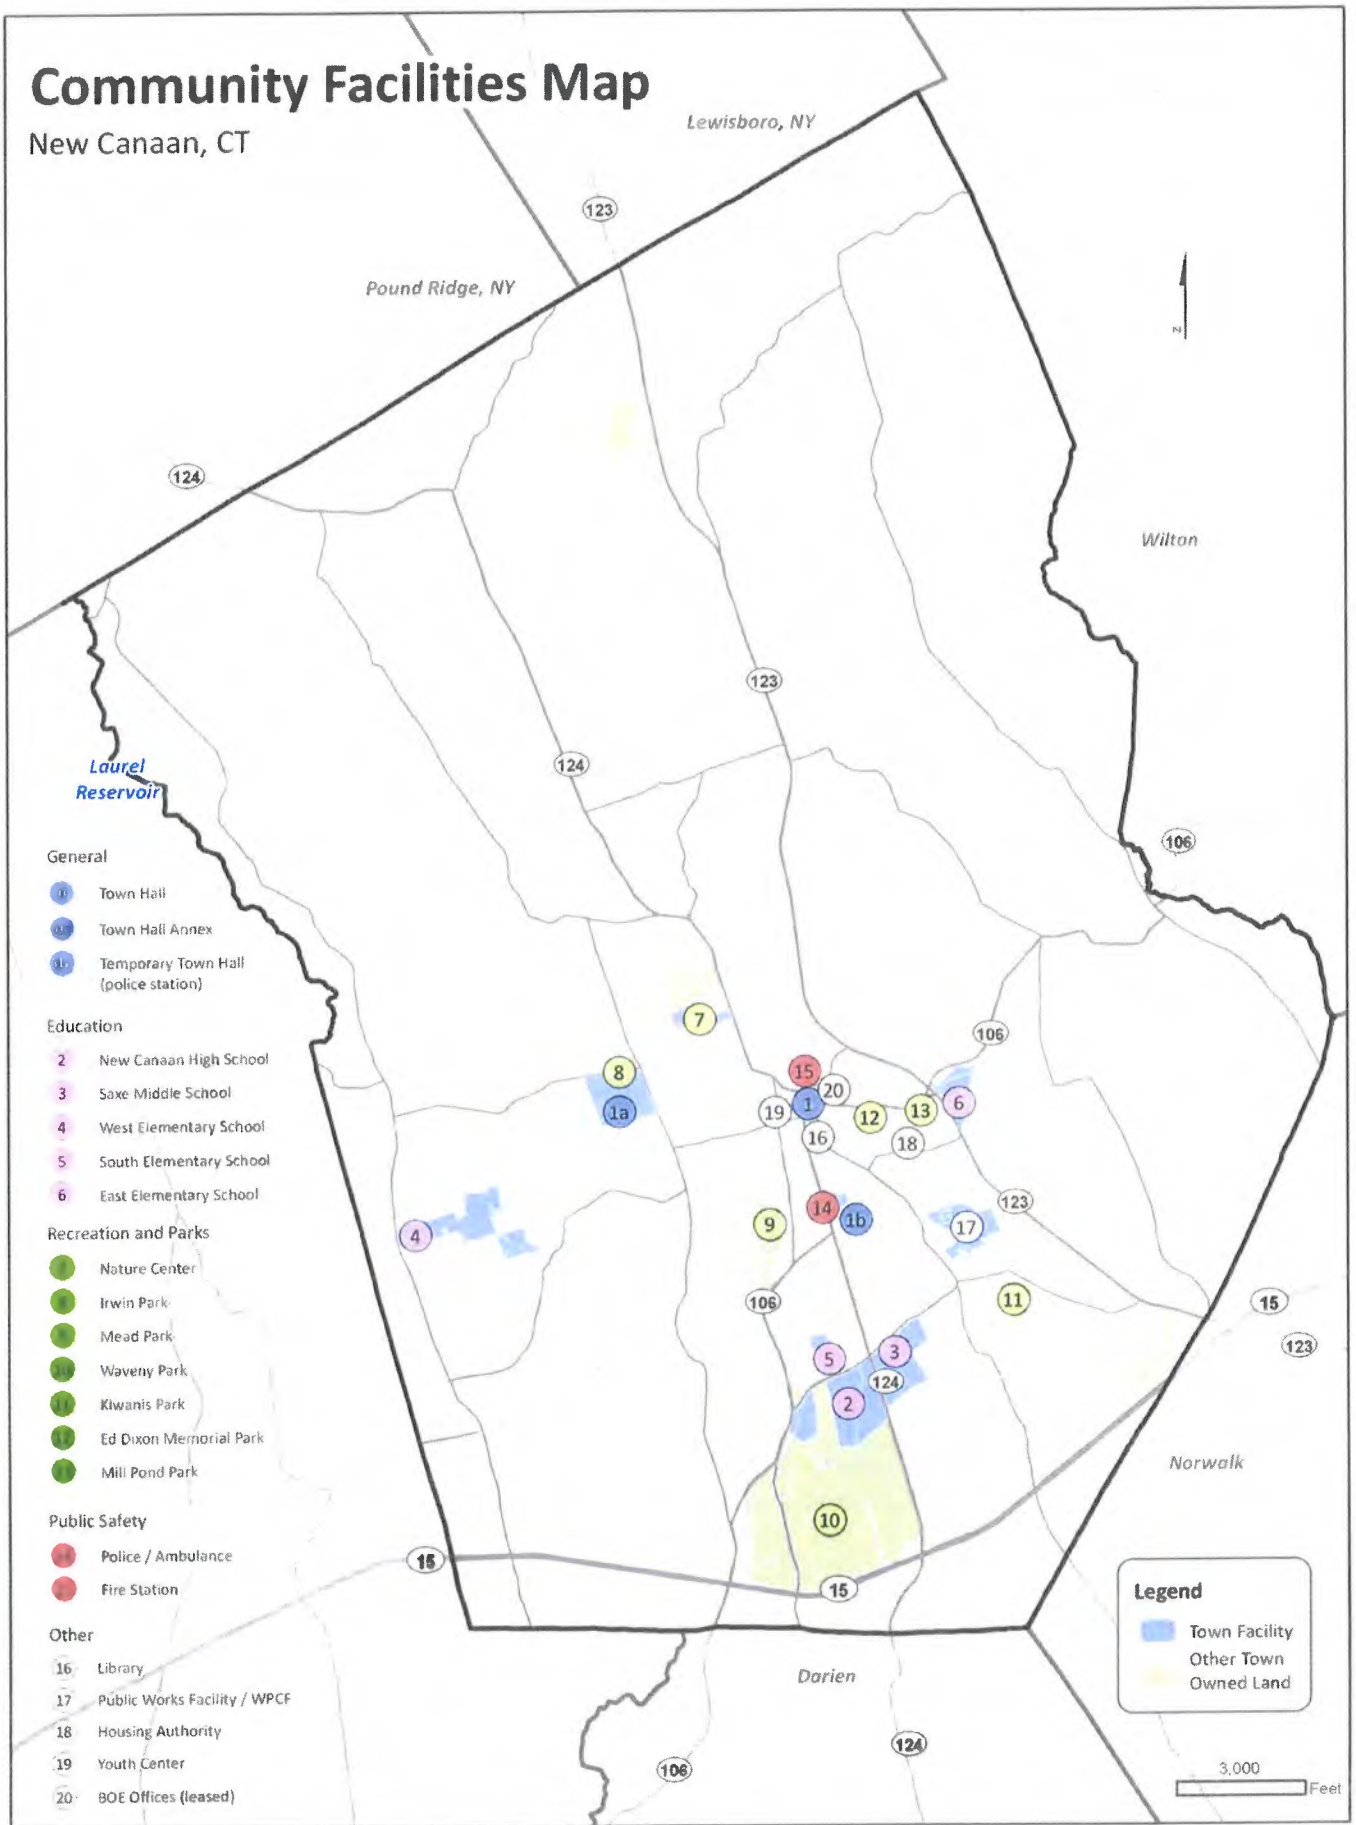 Community Facilities Map
New Canaan, CT
Lewisboro, NY
123
Pound Ridge, NY
N
124
Wilton
123
124
Laurel
Reservoir
106
General
Town Hall
Town Hall Annex
Temporary Town Hall
(police station)
Education
2 New Canaan High School
3 Saxe Middle School
4 West Elementary School
5 South Elementary School
6 East Elementary School
Recreation and Parks
Nature Center
Irwin Park
Mead Park
10 Waveny Park
11 Kiwanis Park
12 Ed Dixon Memorial Park
Mill Pond Park
Public Safety
14 Police / Ambulance
Fire Station
Other
16 Library
17 Public Works Facility / WPCF
18 Housing Authority
19 Youth Center
20 BOE Offices (leased)
7
106
8
15
20
1a
19
1
12
13
6
16
18
4
9
14
1b
17
123
106
11
15
123
5
3
124
2
10
Norwalk
15
15
Darien
124
106
Legend
Town Facility
Other Town
Owned Land
3,000
Feet